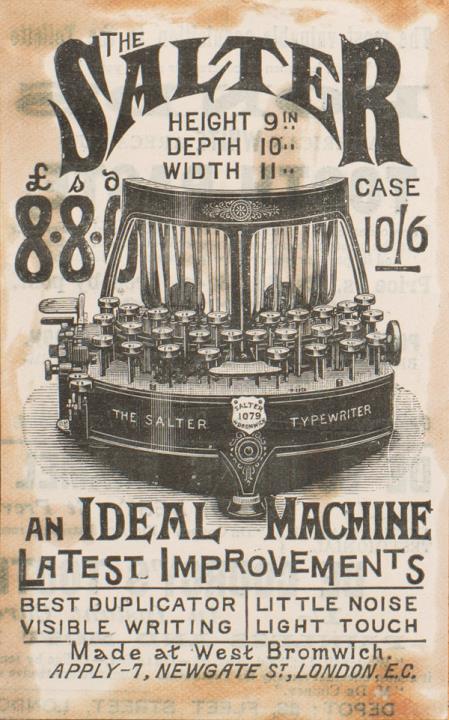 THE
SALTER
HEIGHT 9 IN
DEPTH 10"
WIDTH 11"
£ s d
8.8.0
CASE
10/6
THE SALTER
SALTER
1079
TYPEWRITER
AN IDEAL MACHINE
LATEST IMPROVEMENTS
BEST DUPLICATOR
VISIBLE WRITING
LITTLE NOISE
LIGHT TOUCH
Made at West Bromwich.
APPLY-7, NEWGATE ST, LONDON, E.C.